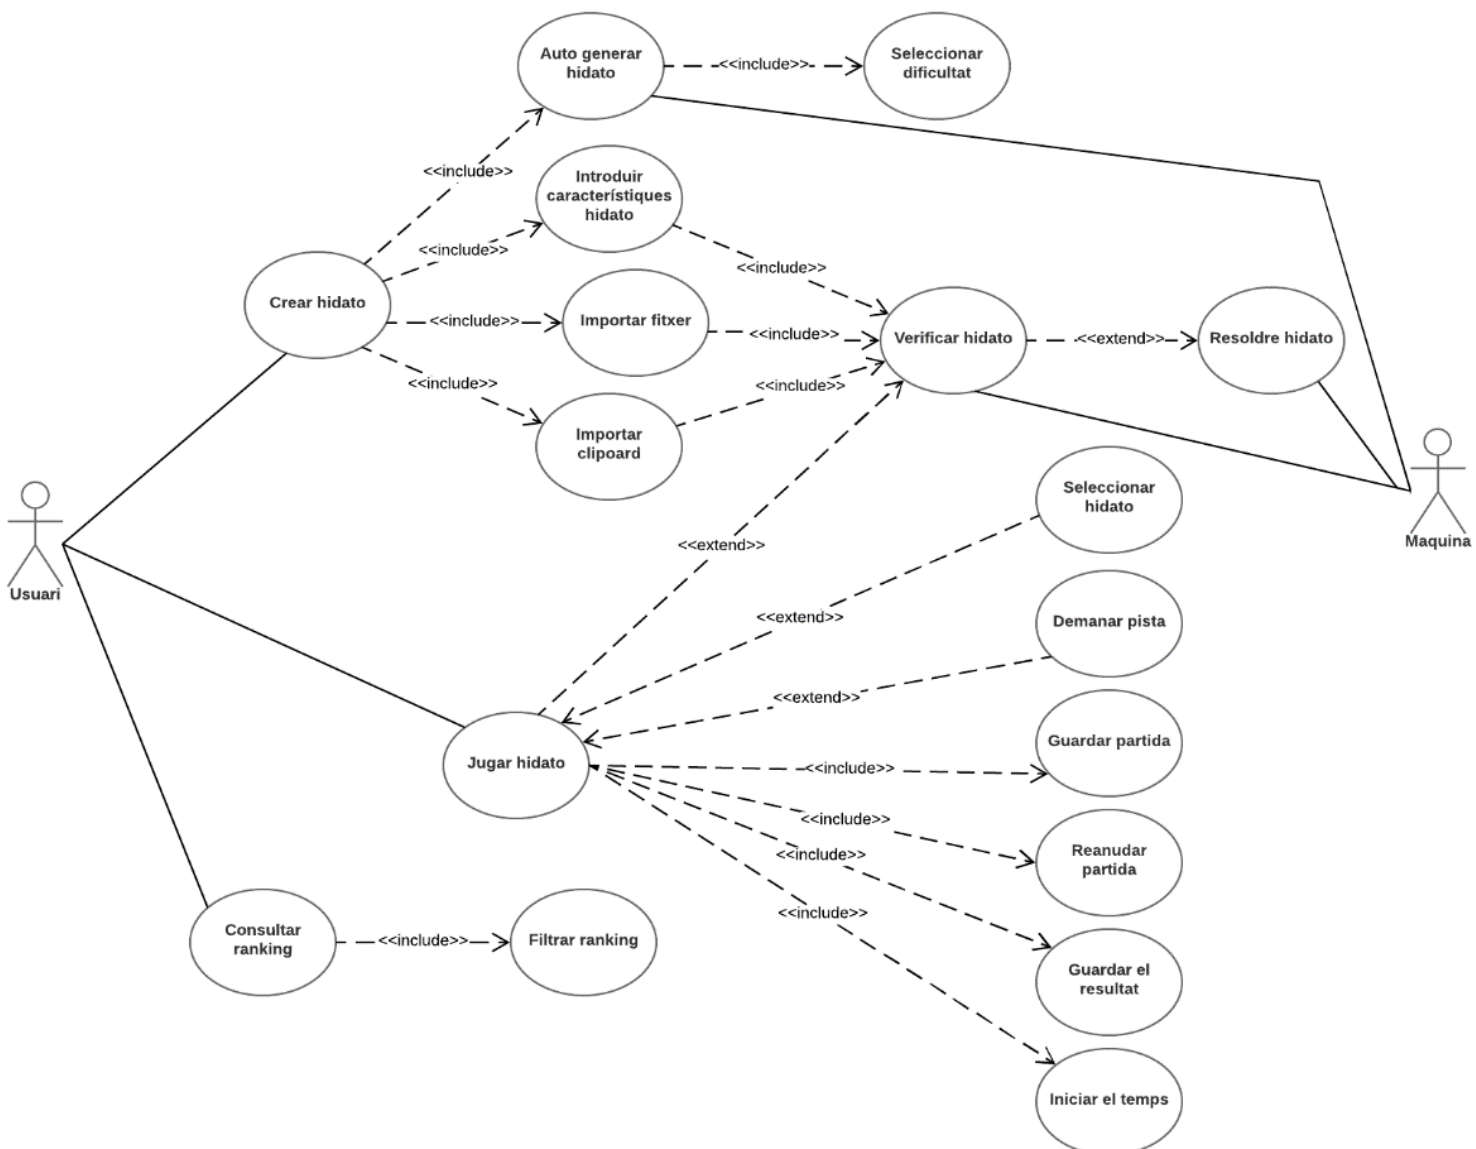 Auto generar
hidato
<<include>>
Seleccionar
dificultat
<<include>>
Introduir
característiques
hidato
<<include>>
<<include>>
Crear hidato
<<include>>
Importar fitxer
<<include>>
Verificar hidato
<<extend>>
Resoldre hidato
<<include>>
<<include>>
Importar
clipoard
Seleccionar
hidato
Maquina
Usuari
<<extend>>
<<extend>>
Demanar pista
<<extend>>
Guardar partida
<<include>>
Jugar hidato
<<include>>
Reanudar
partida
<<include>>
<<include>>
Consultar
ranking
<<include>>
Filtrar ranking
Guardar el
resultat
Iniciar el temps